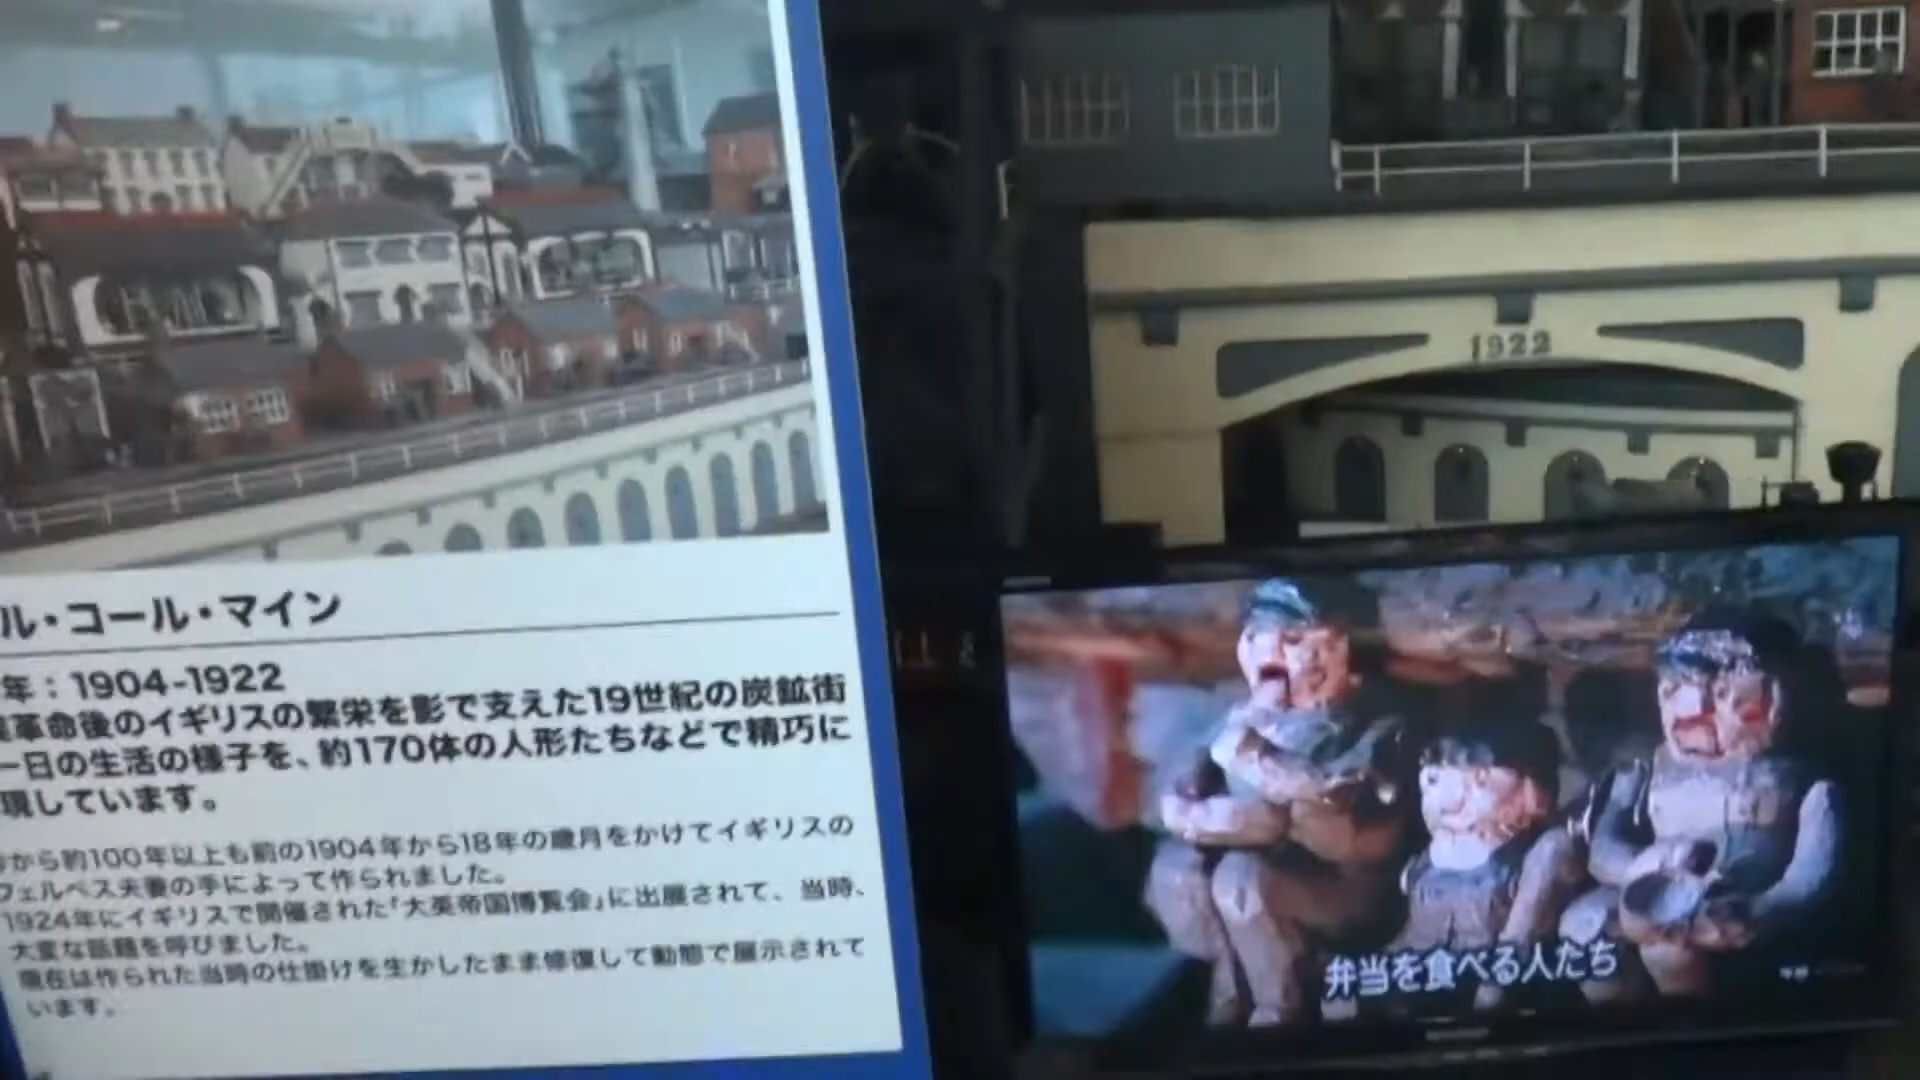 ル・コール・マイン
年：1904-1922
革命後のイギリスの繁栄を影で支えた19世紀の炭鉱街
一日の生活の様子を、約170体の人形たちなどで精巧に
現しています。
から約100年以上も前の1904年から18年の歳月をかけてイギリスの
フェルペス夫妻の手によって作られました。
1924年にイギリスで開催された「大英帝国博覧会」に出展されて、当時、
大変な話題を呼びました。
現在は作られた当時の仕掛けを生かしたまま修復して動態で展示されて
います。
1922
弁当を食べる人たち